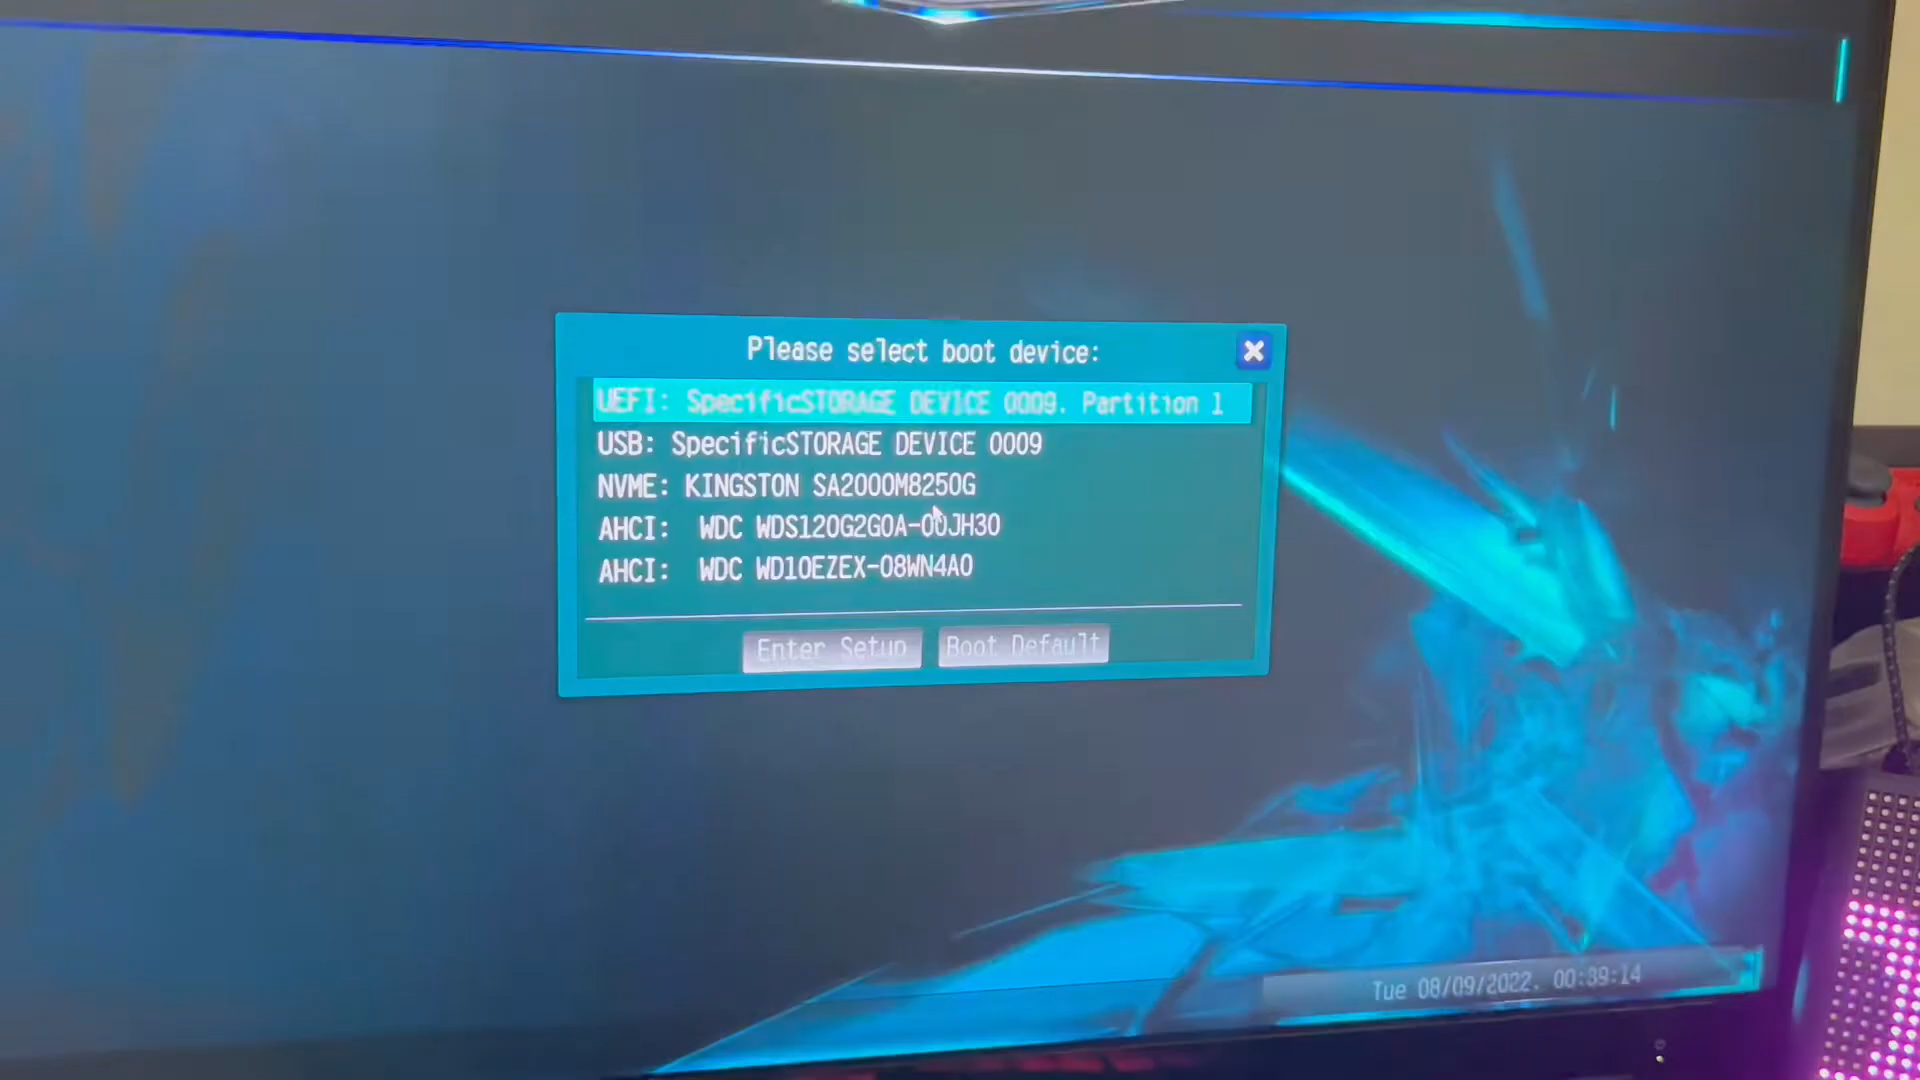 Please select boot device:
UEFI: SpecificSTORAGE DEVICE 0009, Partition 1
USB: SpecificSTORAGE DEVICE 0009
NVME: KINGSTON SA2000M8250G
AHCI: WDC WDS120G2G0A-00JH30
AHCI: WDC WD10EZEX-08WN4A0
Enter Setup
Boot Default
Tue 08/09/2022, 00:39:14